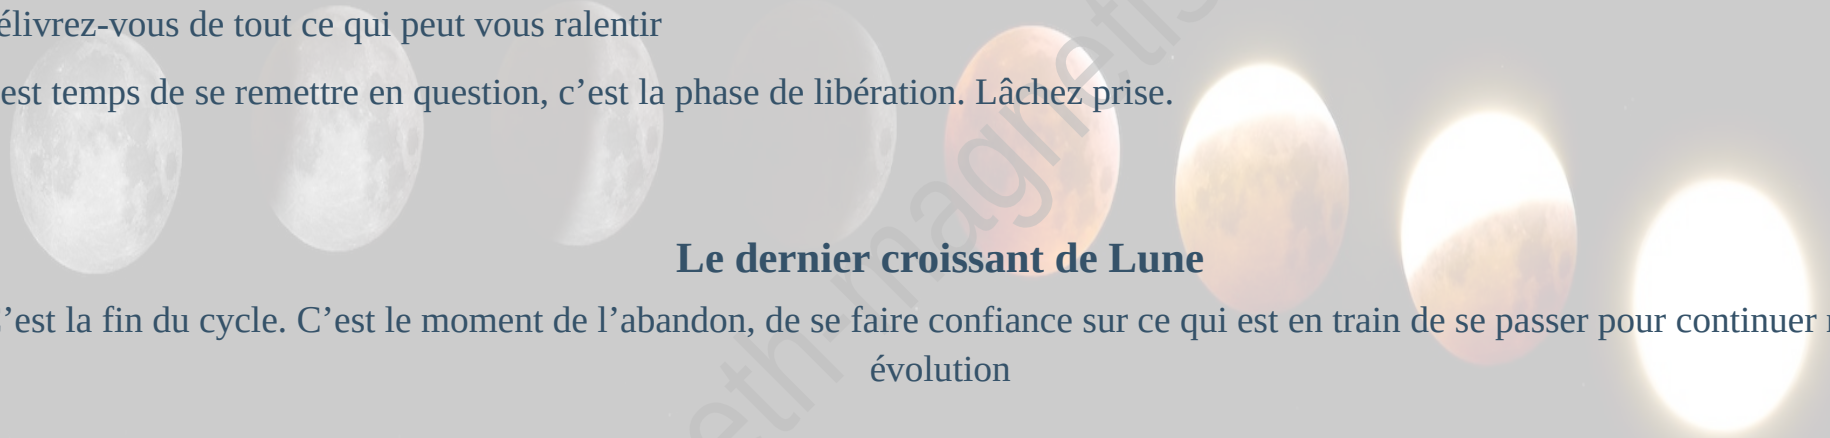 élivrez-vous de tout ce qui peut vous ralentir
est temps de se remettre en question, c’est la phase de libération. Lâchez prise.
Le dernier croissant de Lune
’est la fin du cycle. C’est le moment de l’abandon, de se faire confiance sur ce qui est en train de se passer pour continuer
évolution
eth-magnetis